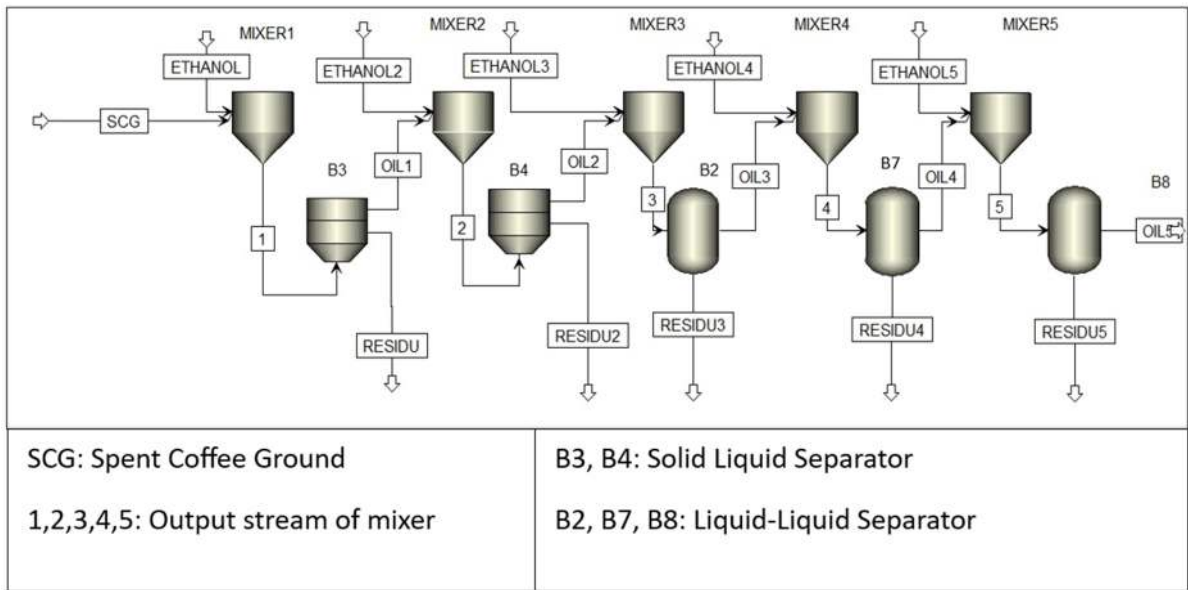 MIXER1
MIXER2
MIXER3
MIXER4
MIXER5
ETHANOL
ETHANOL2
ETHANOL3
ETHANOL4
ETHANOL5
SCG
B3
OIL1
B4
OIL2
B2
OIL3
B7
OIL4
B8
1
2
3
4
5
OIL5
RESIDU
RESIDU2
RESIDU3
RESIDU4
RESIDU5
SCG: Spent Coffee Ground
1,2,3,4,5: Output stream of mixer
B3, B4: Solid Liquid Separator
B2, B7, B8: Liquid-Liquid Separator